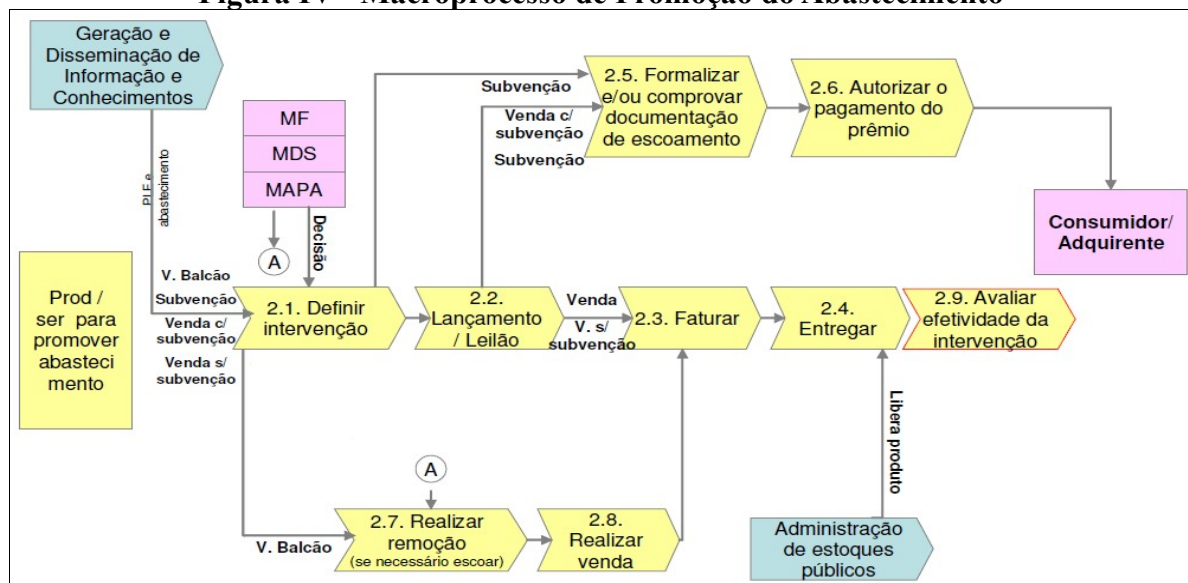 Figura IV – Macroprocesso de Promoção do Abastecimento
Geração e
Disseminação de
Informação e
Conhecimentos
MF
MDS
MAPA
A
Decisão
abastecimento
Subvenção
Venda c/
subvenção
Subvenção
2.5. Formalizar
e/ou comprovar
documentação
de escoamento
2.6. Autorizar o
pagamento do
prêmio
Consumidor/
Adquirente
Prod /
ser para
promover
abasteci
mento
V. Balcão
Subvenção
Venda c/
subvenção
Venda s/
subvenção
2.1. Definir
intervenção
2.2.
Lançamento
/ Leilão
Venda
V. s/
subvenção
2.3. Faturar
2.4.
Entregar
2.9. Avaliar
efetividade da
intervenção
Libera produto
A
V. Balcão
2.7. Realizar
remoção
(se necessário escoar)
2.8.
Realizar
venda
Administração
de estoques
públicos